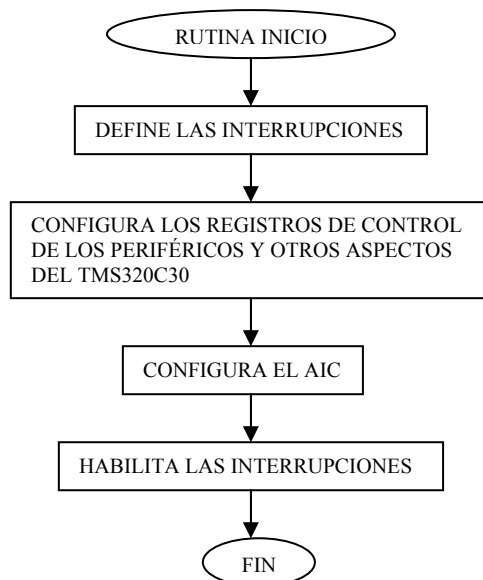 RUTINA INICIO
DEFINE LAS INTERRUPCIONES
CONFIGURA LOS REGISTROS DE CONTROL
DE LOS PERIFÉRICOS Y OTROS ASPECTOS
DEL TMS320C30
CONFIGURA EL AIC
HABILITA LAS INTERRUPCIONES
FIN